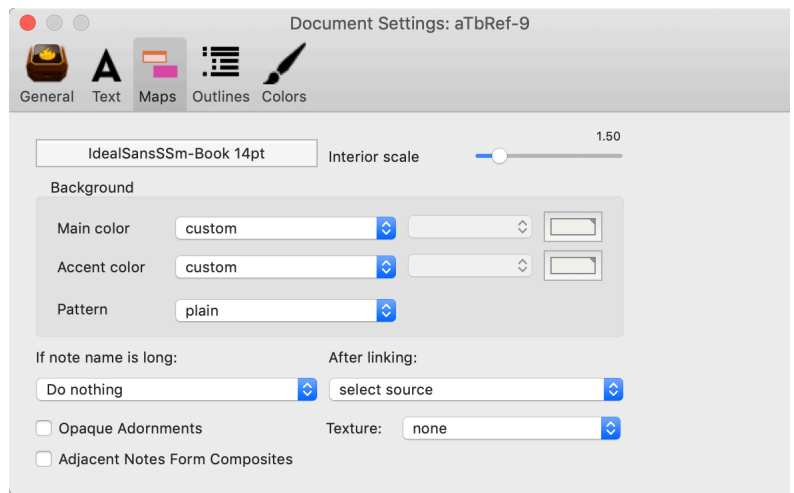 Document Settings: aTbRef-9
General Text Maps Outlines Colors
1.50
IdealSansSSm-Book 14pt Interior scale
Background
Main color custom
Accent color custom
Pattern plain
If note name is long: After linking:
Do nothing select source
Opaque Adornments Texture: none
Adjacent Notes Form Composites